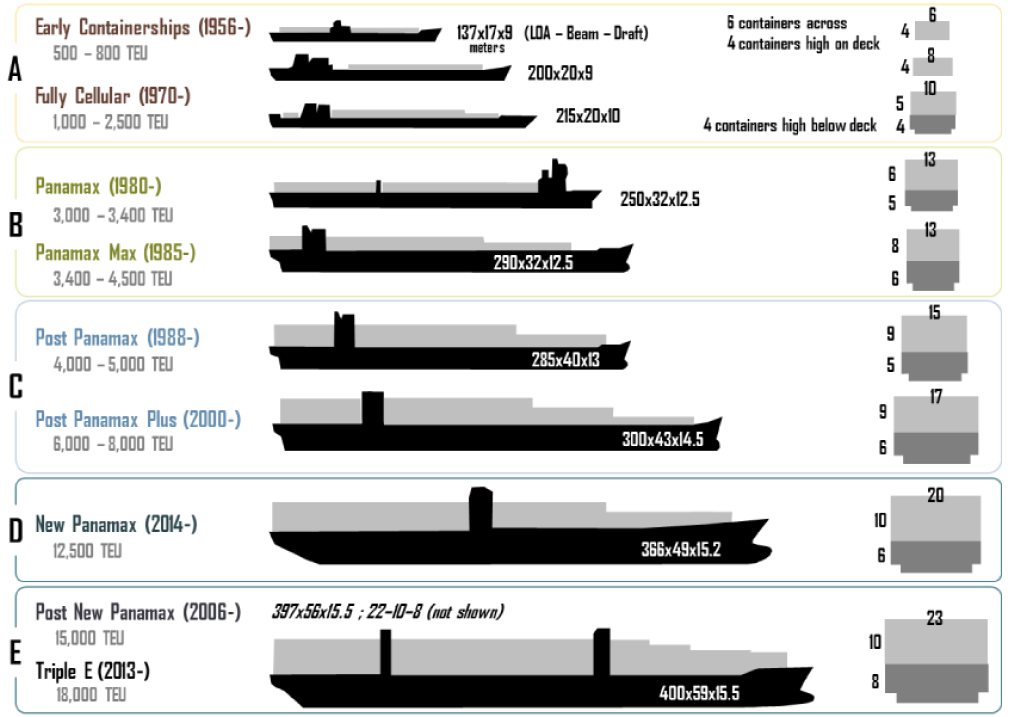 Early Containerships (1956-)
500 – 800 TEU
137x17x9 (LOA – Beam – Draft)
meters
6 containers across
4 containers high on deck
6
4
200x20x9
8
4
A
Fully Cellular (1970-)
1,000 – 2,500 TEU
215x20x10
4 containers high below deck
10
5
4
B
Panamax (1980-)
3,000 – 3,400 TEU
250x32x12.5
13
6
5
Panamax Max (1985-)
3,400 – 4,500 TEU
290x32x12.5
13
8
6
C
Post Panamax (1988-)
4,000 – 5,000 TEU
285x40x13
15
9
5
Post Panamax Plus (2000-)
6,000 – 8,000 TEU
300x43x14.5
17
9
6
D
New Panamax (2014-)
12,500 TEU
366x49x15.2
20
10
6
E
Post New Panamax (2006-)
15,000 TEU
397x56x15.5 ; 22–10–8 (not shown)
Triple E (2013-)
18,000 TEU
400x59x15.5
23
10
8